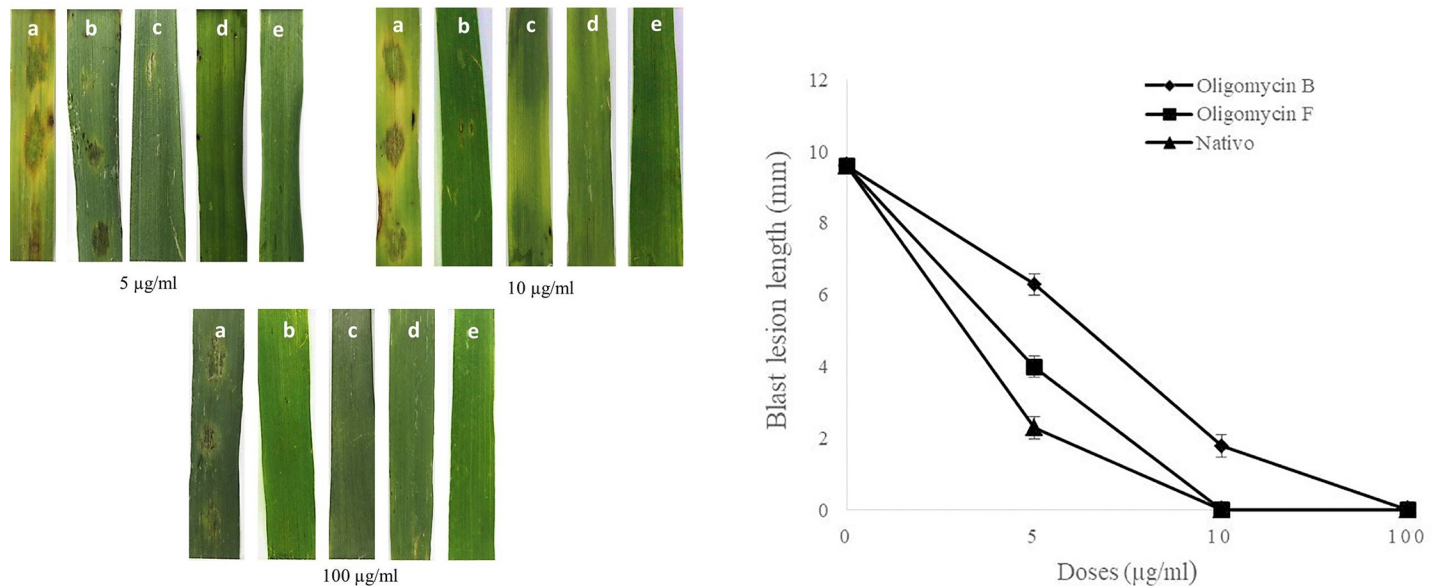 a b c d e
5 µg/ml
a b c d e
10 µg/ml
a b c d e
100 µg/ml
12
10
8
6
4
2
0
Blast lesion length (mm)
0 5 10 100
Doses (µg/ml)
Oligomycin B
Oligomycin F
Nativo